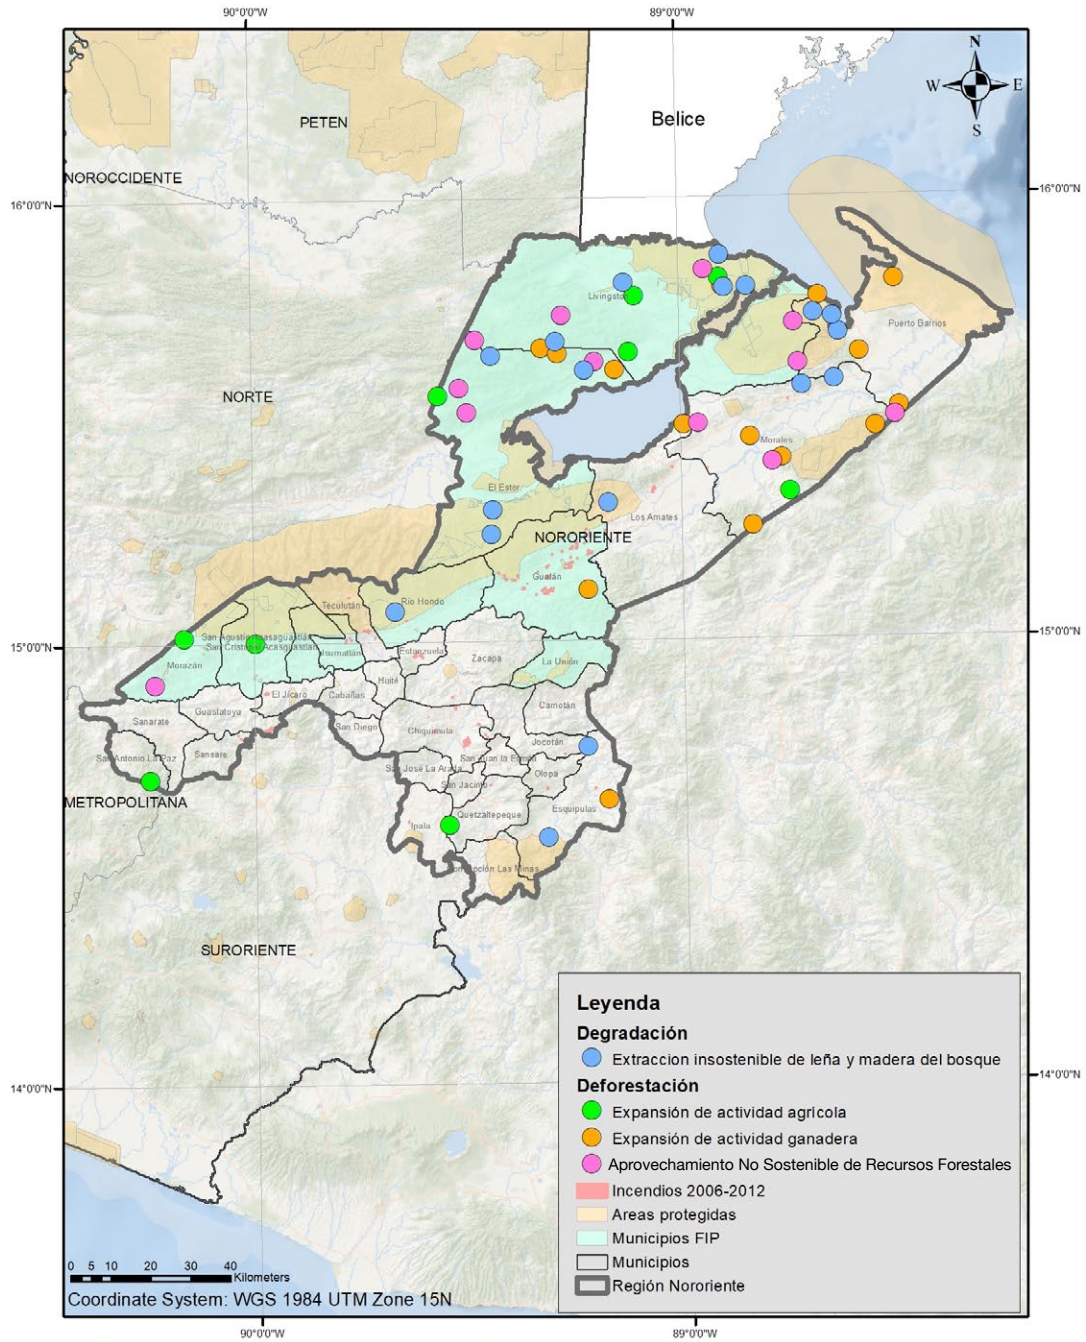 90°0'0"W
89°0'0"W
N
W
E
S
Belice
PETEN
NOROCCIDENTE
16°0'0"N
16°0'0"N
Livingston
Puerto Barrios
NORTE
Morales
El Estor
Los Amates
NORORIENTE
Gualán
Teculután
Río Hondo
15°0'0"N
15°0'0"N
San Cristóbal Acasaguastlán
Usumatlán
Estanzuela
Zacapa
La Unión
Morazán
Huité
El Jícaro
Cabañas
Camotán
Guastatoya
Sanarate
San Diego
Chiquimula
Jocotán
San Antonio La Paz
Sansare
San Juan la Ermita
San José La Arada
Olopa
San Jacinto
METROPOLITANA
Esquipulas
Quetzaltepeque
Ipala
Las Minas
SURORIENTE
Leyenda
Degradación
Extraccion insostenible de leña y madera del bosque
Deforestación
Expansión de actividad agrícola
Expansión de actividad ganadera
Aprovechamiento No Sostenible de Recursos Forestales
Incendios 2006-2012
Areas protegidas
Municipios FIP
Municipios
Región Nororiente
14°0'0"N
14°0'0"N
0 5 10 20 30 40
Kilometers
Coordinate System: WGS 1984 UTM Zone 15N
90°0'0"W
89°0'0"W